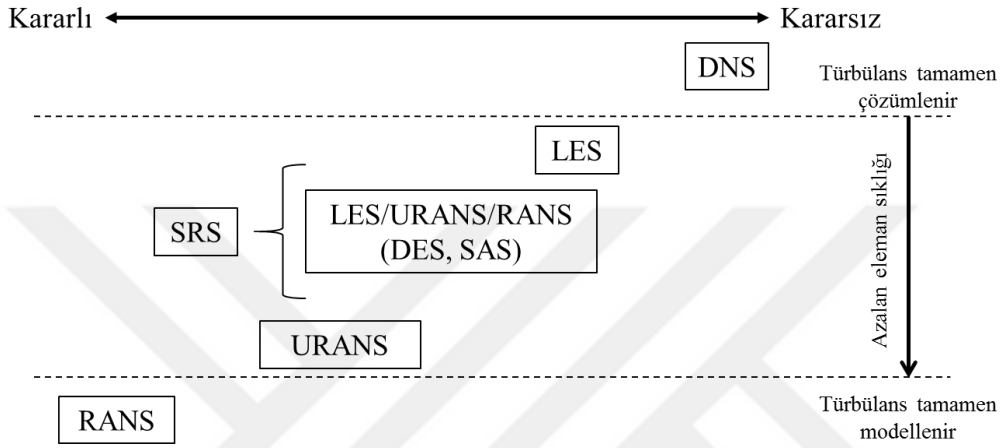 Kararlı
Kararsız
DNS
Türbülans tamamen
çözümlenir
LES
SRS
LES/URANS/RANS
(DES, SAS)
Azalan eleman sıklığı
URANS
RANS
Türbülans tamamen
modellenir